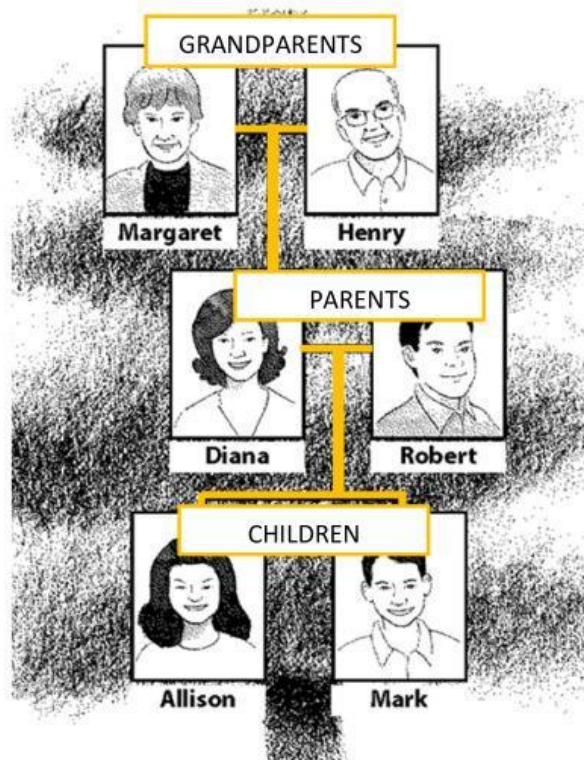 GRANDPARENTS
Margaret Henry
PARENTS
Diana Robert
CHILDREN
Allison Mark